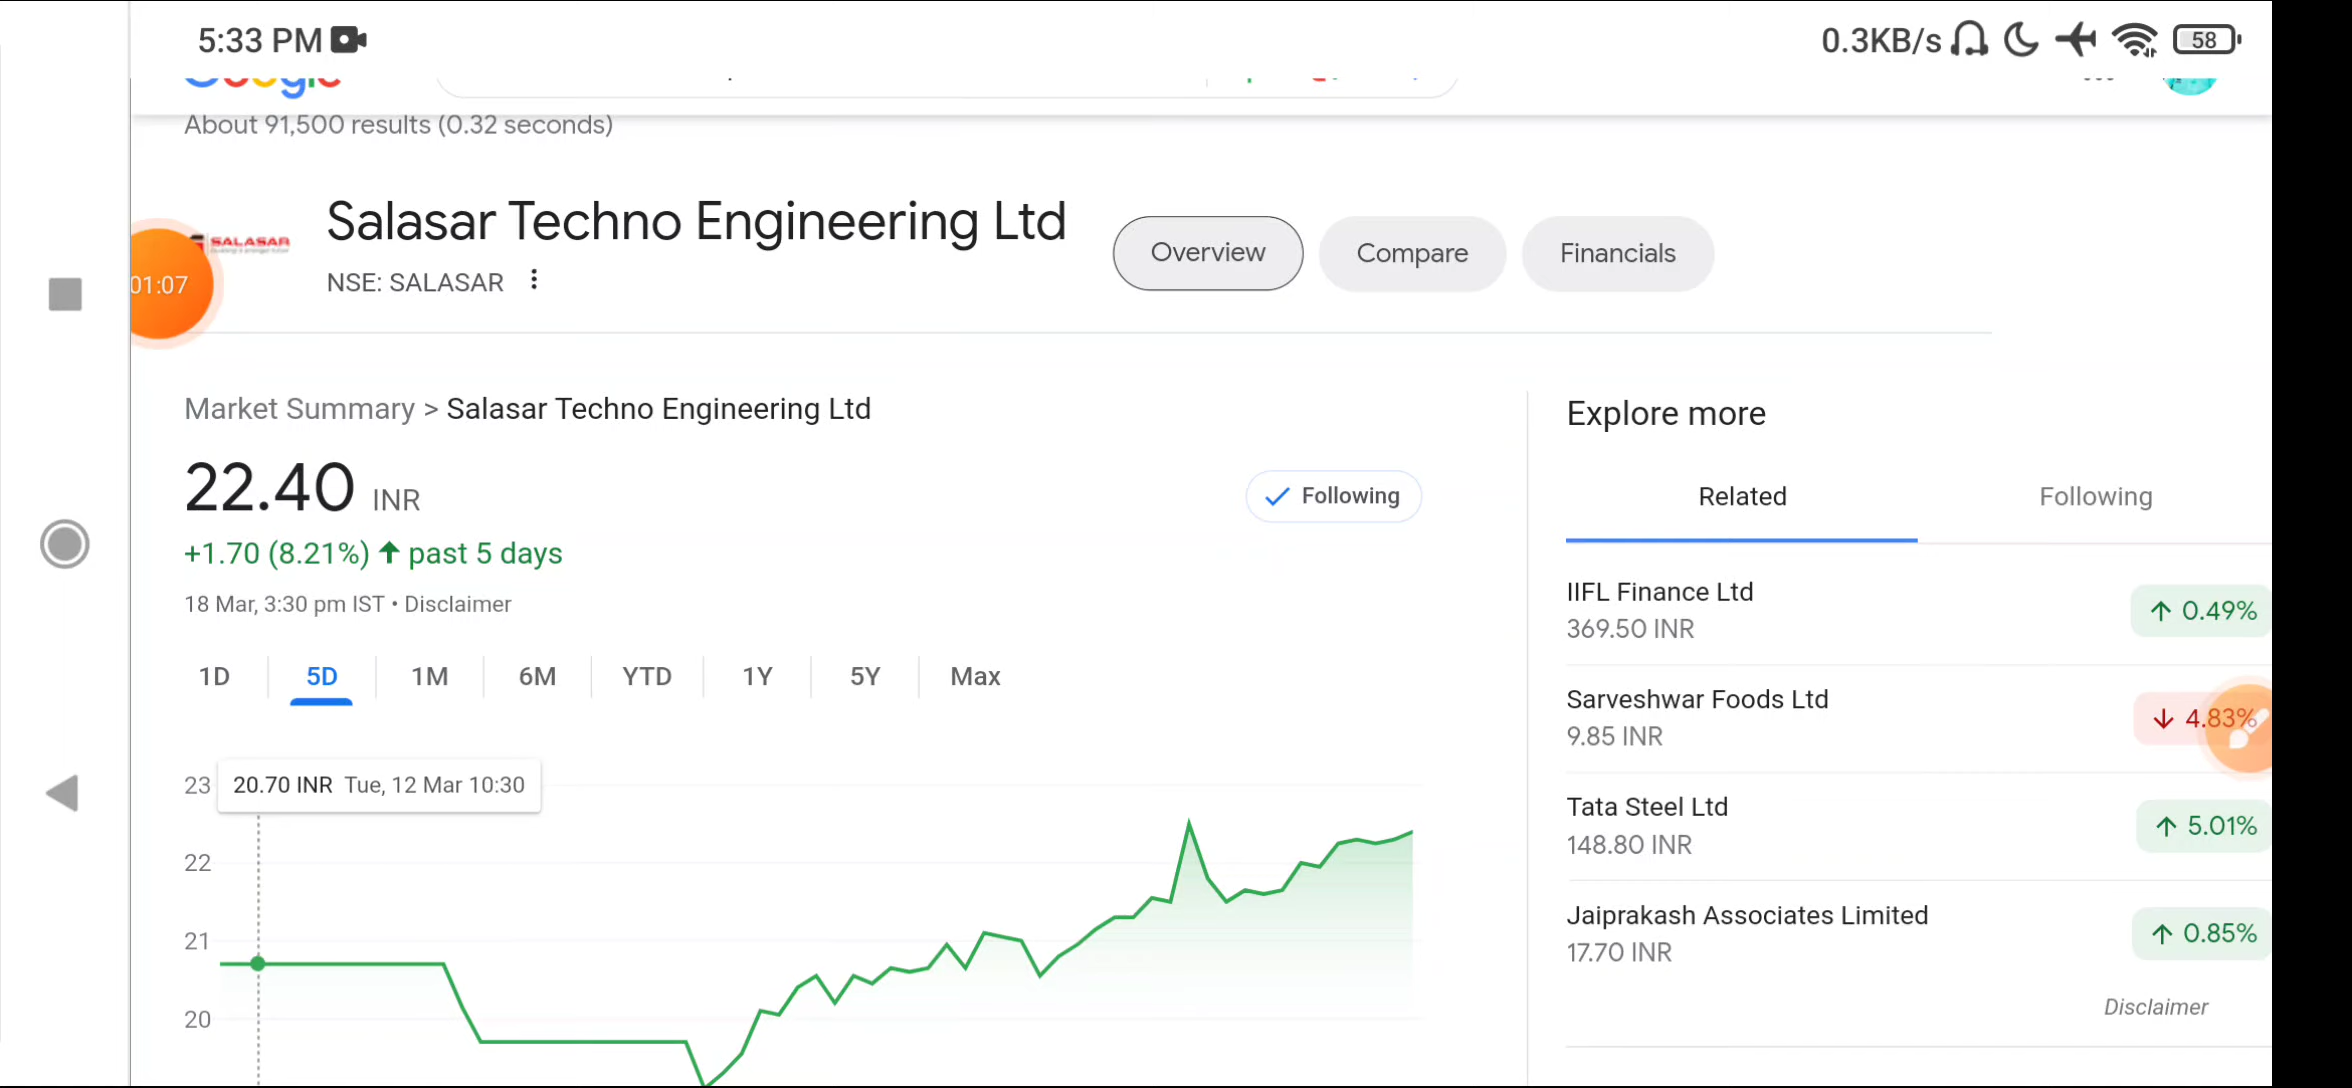 5:33 PM
0.3KB/s
58
Google
About 91,500 results (0.32 seconds)
SALASAR
Salasar Techno Engineering Ltd
NSE: SALASAR
Overview
Compare
Financials
01:07
Market Summary > Salasar Techno Engineering Ltd
22.40 INR
Following
+1.70 (8.21%) ↑ past 5 days
18 Mar, 3:30 pm IST • Disclaimer
1D
5D
1M
6M
YTD
1Y
5Y
Max
23
20.70 INR Tue, 12 Mar 10:30
22
21
20
Explore more
Related
Following
IIFL Finance Ltd
369.50 INR
↑ 0.49%
Sarveshwar Foods Ltd
9.85 INR
↓ 4.83%
Tata Steel Ltd
148.80 INR
↑ 5.01%
Jaiprakash Associates Limited
17.70 INR
↑ 0.85%
Disclaimer